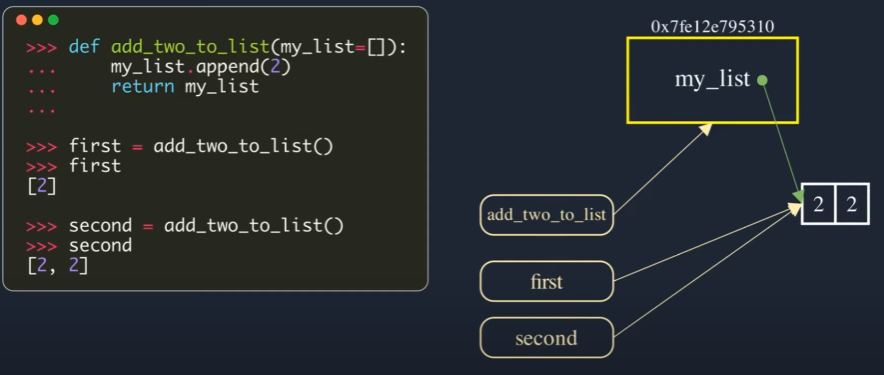 >>> def add_two_to_list(my_list=[]):
...     my_list.append(2)
...     return my_list
...
>>> first = add_two_to_list()
>>> first
[2]
>>> second = add_two_to_list()
>>> second
[2, 2]
0x7fe12e795310
my_list
add_two_to_list
2 2
first
second